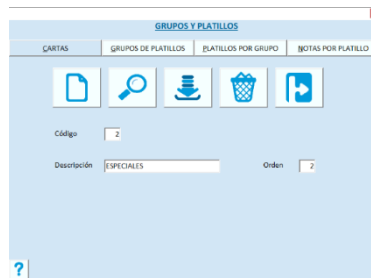 GRUPOS Y PLATILLOS
CARTAS GRUPOS DE PLATILLOS PLATILLOS POR GRUPO NOTAS POR PLATILLO
Código 2
Descripción ESPECIALES Orden 2
?